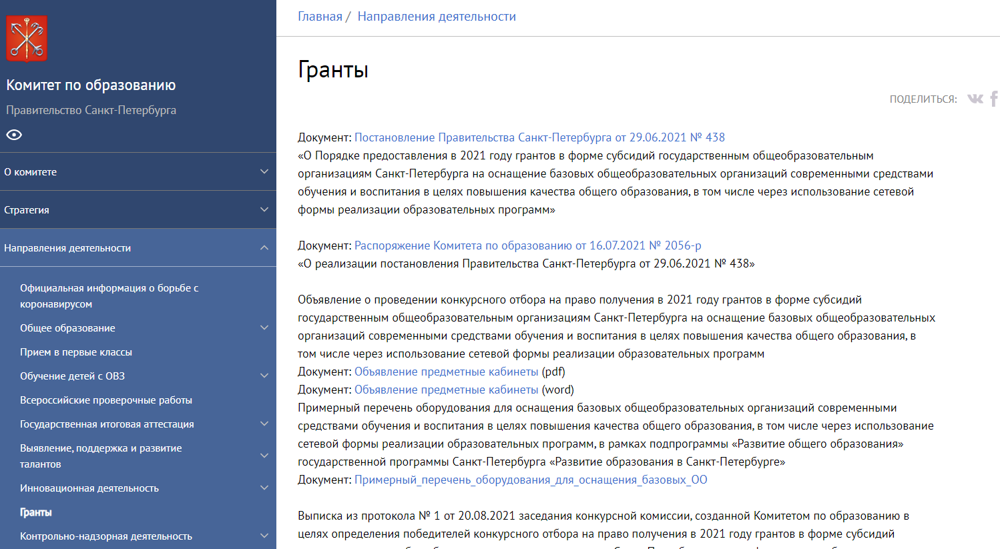 Комитет по образованию
Правительство Санкт-Петербурга
О комитете
Стратегия
Направления деятельности
Официальная информация о борьбе с
коронавирусом
Общее образование
Прием в первые классы
Обучение детей с ОВЗ
Всероссийские проверочные работы
Государственная итоговая аттестация
Выявление, поддержка и развитие
талантов
Инновационная деятельность
Гранты
Контрольно-надзорная деятельность
Главная / Направления деятельности
Гранты
ПОДЕЛИТЬСЯ:
Документ: Постановление Правительства Санкт-Петербурга от 29.06.2021 № 438
«О Порядке предоставления в 2021 году грантов в форме субсидий государственным общеобразовательным
организациям Санкт-Петербурга на оснащение базовых общеобразовательных организаций современными средствами
обучения и воспитания в целях повышения качества общего образования, в том числе через использование сетевой
формы реализации образовательных программ»
Документ: Распоряжение Комитета по образованию от 16.07.2021 № 2056-р
«О реализации постановления Правительства Санкт-Петербурга от 29.06.2021 № 438»
Объявление о проведении конкурсного отбора на право получения в 2021 году грантов в форме субсидий
государственным общеобразовательным организациям Санкт-Петербурга на оснащение базовых общеобразовательных
организаций современными средствами обучения и воспитания в целях повышения качества общего образования, в
том числе через использование сетевой формы реализации образовательных программ
Документ: Объявление предметные кабинеты (pdf)
Документ: Объявление предметные кабинеты (word)
Примерный перечень оборудования для оснащения базовых общеобразовательных организаций современными
средствами обучения и воспитания в целях повышения качества общего образования, в том числе через использование
сетевой формы реализации образовательных программ, в рамках подпрограммы «Развитие общего образования»
государственной программы Санкт-Петербурга «Развитие образования в Санкт-Петербурге»
Документ: Примерный_перечень_оборудования_для_оснащения_базовых_ОО
Выписка из протокола № 1 от 20.08.2021 заседания конкурсной комиссии, созданной Комитетом по образованию в
целях определения победителей конкурсного отбора на право получения в 2021 году грантов в форме субсидий